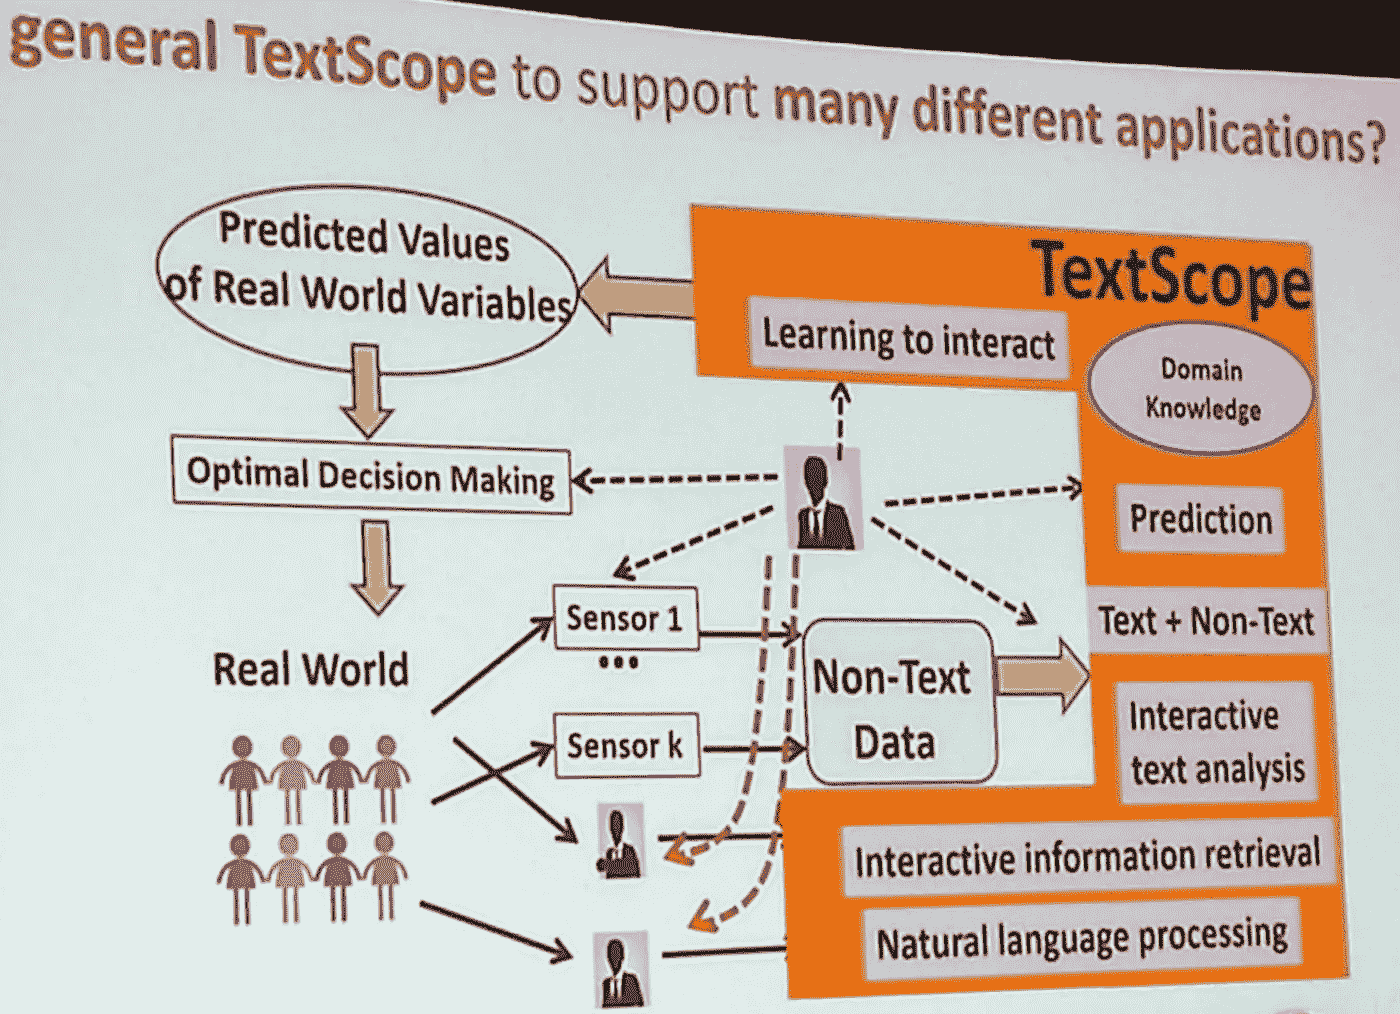 general TextScope to support many different applications?
Predicted Values
of Real World Variables
TextScope
Learning to interact
Domain
Knowledge
Optimal Decision Making
Prediction
Sensor 1
...
Text + Non-Text
Real World
Non-Text
Data
Sensor k
Interactive
text analysis
Interactive information retrieval
Natural language processing